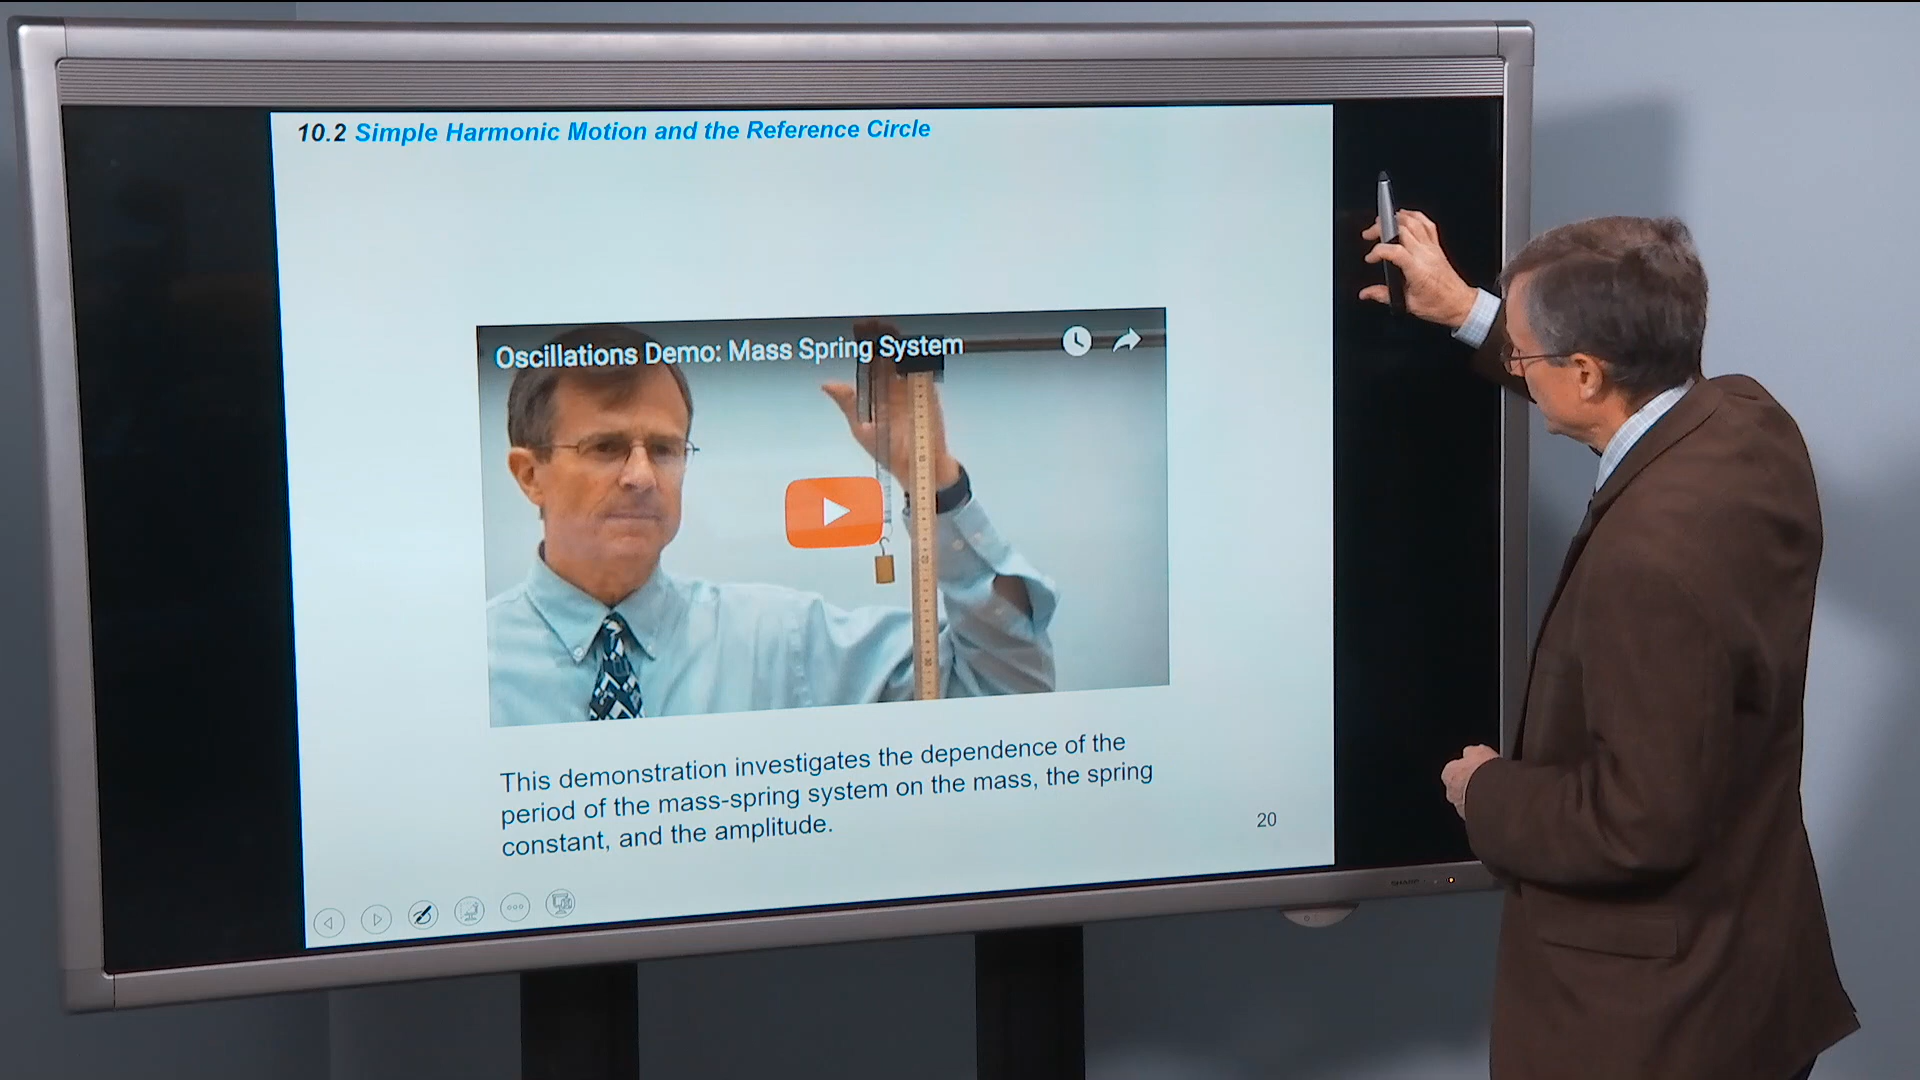 10.2 Simple Harmonic Motion and the Reference Circle
Oscillations Demo: Mass Spring System
This demonstration investigates the dependence of the
period of the mass-spring system on the mass, the spring
constant, and the amplitude.
20
SHARP